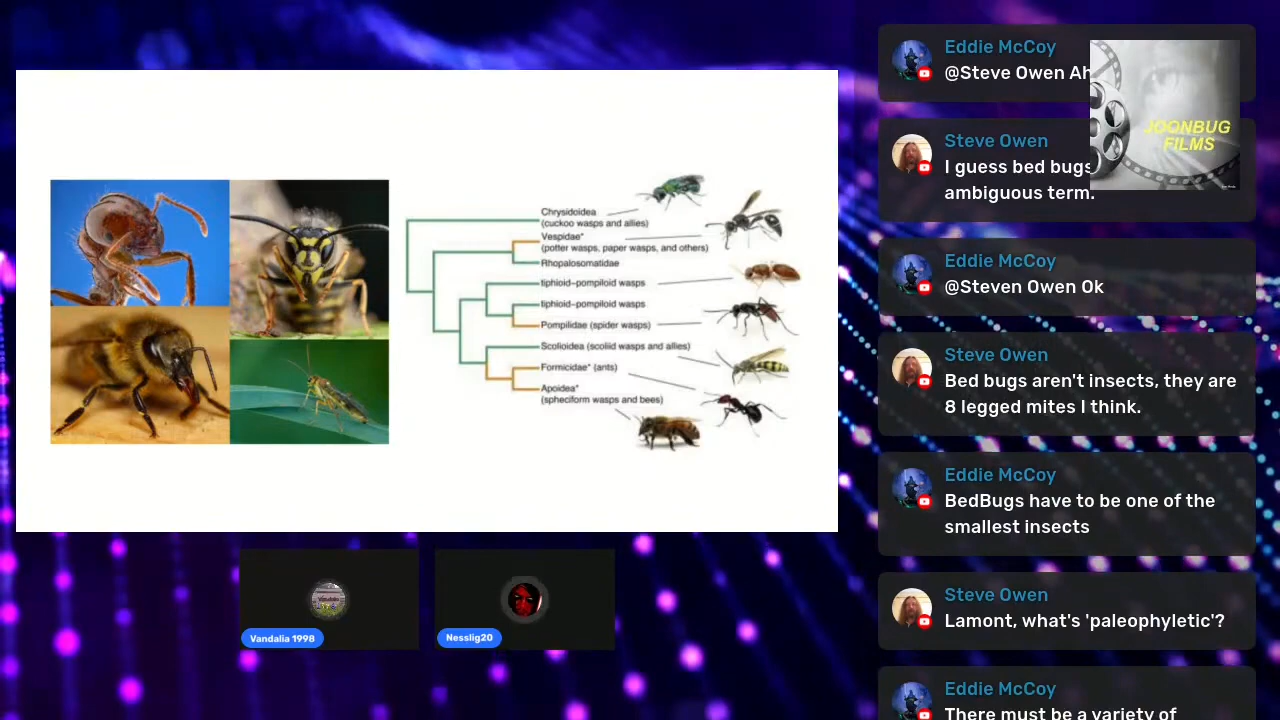 Chrysidoidea
(cuckoo wasps and allies)
Vespidae*
(potter wasps, paper wasps, and others)
Rhopalosomatidae
tiphioid–pompiloid wasps
tiphioid–pompiloid wasps
Pompilidae (spider wasps)
Scolioidea (scoliid wasps and allies)
Formicidae* (ants)
Apoidea*
(spheciform wasps and bees)
Vandalia 1998
Nesslig20
Eddie McCoy
@Steve Owen Ah
JOONBUG
FILMS
Steve Owen
I guess bed bugs
ambiguous term.
Eddie McCoy
@Steven Owen Ok
Steve Owen
Bed bugs aren't insects, they are
8 legged mites I think.
Eddie McCoy
BedBugs have to be one of the
smallest insects
Steve Owen
Lamont, what's 'paleophyletic'?
Eddie McCoy
There must be a variety of